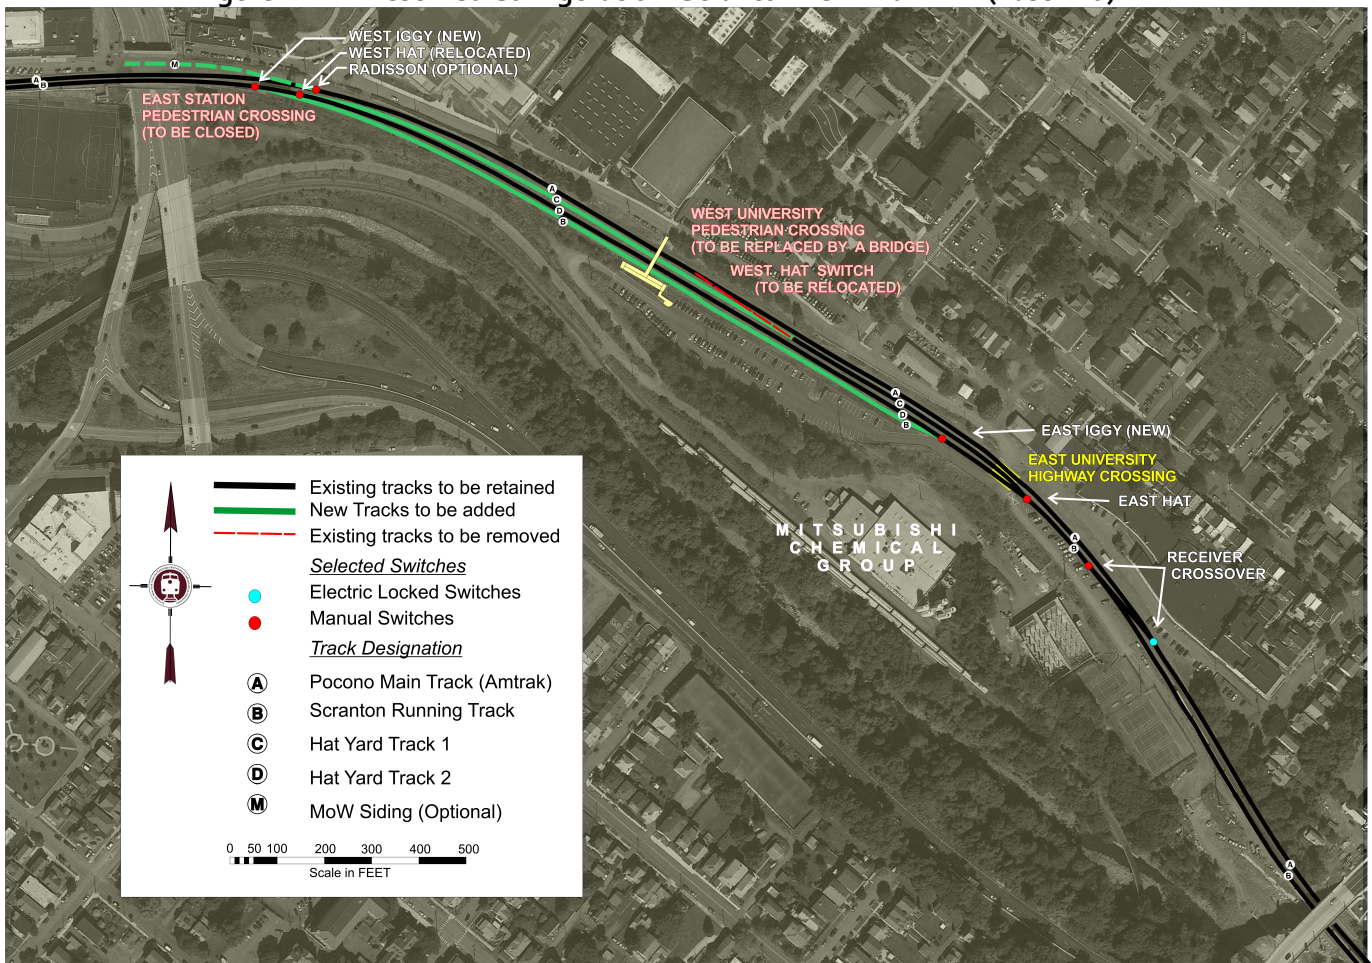 WEST IGGY (NEW)
WEST HAT (RELOCATED)
RADISSON (OPTIONAL)
M
A
B
EAST STATION
PEDESTRIAN CROSSING
(TO BE CLOSED)
A
C
D
B
WEST UNIVERSITY
PEDESTRIAN CROSSING
(TO BE REPLACED BY A BRIDGE)
WEST HAT SWITCH
(TO BE RELOCATED)
A
C
D
B
EAST IGGY (NEW)
EAST UNIVERSITY
HIGHWAY CROSSING
EAST HAT
MITSUBISHI
CHEMICAL
GROUP
A
B
RECEIVER
CROSSOVER
A
B
Existing tracks to be retained
New Tracks to be added
Existing tracks to be removed
Selected Switches
Electric Locked Switches
Manual Switches
Track Designation
A Pocono Main Track (Amtrak)
B Scranton Running Track
C Hat Yard Track 1
D Hat Yard Track 2
M MoW Siding (Optional)
0 50 100 200 300 400 500
Scale in FEET